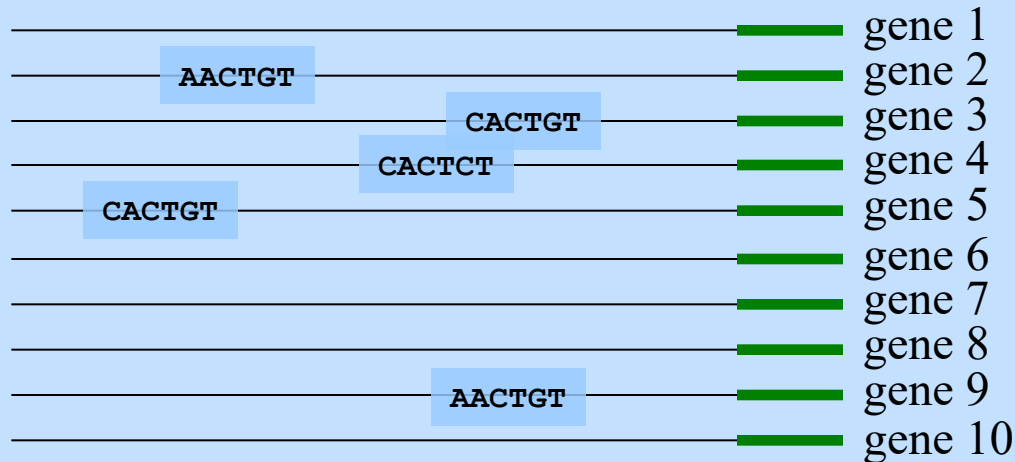 gene 1
AACTGT gene 2
CACTGT gene 3
CACTCT gene 4
CACTGT gene 5
gene 6
gene 7
gene 8
AACTGT gene 9
gene 10